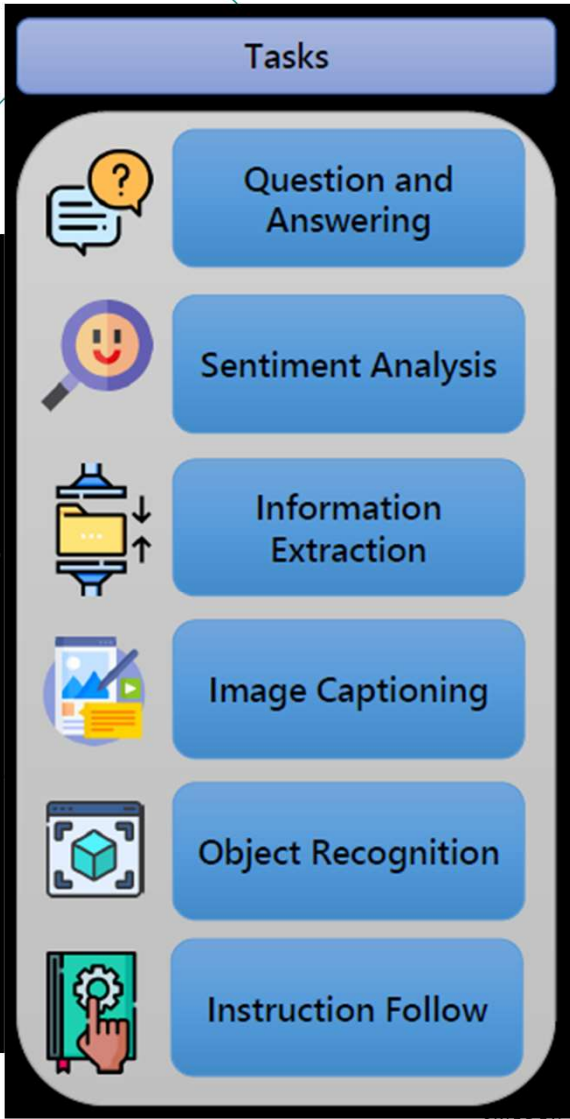 Tasks
?
Question and
Answering
Sentiment Analysis
Information
Extraction
Image Captioning
Object Recognition
Instruction Follow